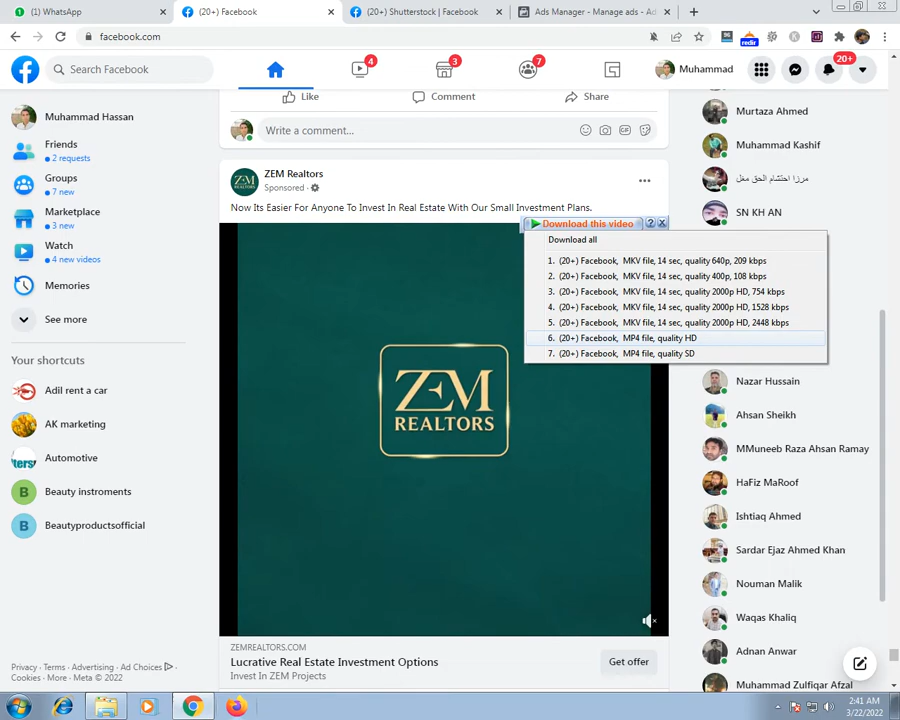 (1) WhatsApp
(20+) Facebook
(20+) Shutterstock | Facebook
Ads Manager - Manage ads - Ad
facebook.com
redir
Search Facebook
4
3
7
Muhammad
20+
Muhammad Hassan
Friends
2 requests
Groups
7 new
Marketplace
3 new
Watch
4 new videos
Memories
See more
Your shortcuts
Adil rent a car
AK marketing
ters
Automotive
B
Beauty instroments
B
Beautyproductsofficial
Privacy · Terms · Advertising · Ad Choices
Cookies · More · Meta © 2022
Like
Comment
Share
Write a comment...
GIF
ZEM
REALTORS
ZEM Realtors
Sponsored ·
Now Its Easier For Anyone To Invest In Real Estate With Our Small Investment Plans.
Download this video
?
Download all
1. (20+) Facebook, MKV file, 14 sec, quality 640p, 209 kbps
2. (20+) Facebook, MKV file, 14 sec, quality 400p, 108 kbps
3. (20+) Facebook, MKV file, 14 sec, quality 2000p HD, 754 kbps
4. (20+) Facebook, MKV file, 14 sec, quality 2000p HD, 1528 kbps
5. (20+) Facebook, MKV file, 14 sec, quality 2000p HD, 2448 kbps
6. (20+) Facebook, MP4 file, quality HD
7. (20+) Facebook, MP4 file, quality SD
ZEM
REALTORS
ZEMREALTORS.COM
Lucrative Real Estate Investment Options
Invest In ZEM Projects
Get offer
Murtaza Ahmed
Muhammad Kashif
مرزا احتشام الحق مغل
SN KH AN
Nazar Hussain
Ahsan Sheikh
MMuneeb Raza Ahsan Ramay
HaFiz MaRoof
Ishtiaq Ahmed
Sardar Ejaz Ahmed Khan
Nouman Malik
Waqas Khaliq
Adnan Anwar
Muhammad Zulfiqar Afzal
2:41 AM
3/22/2022